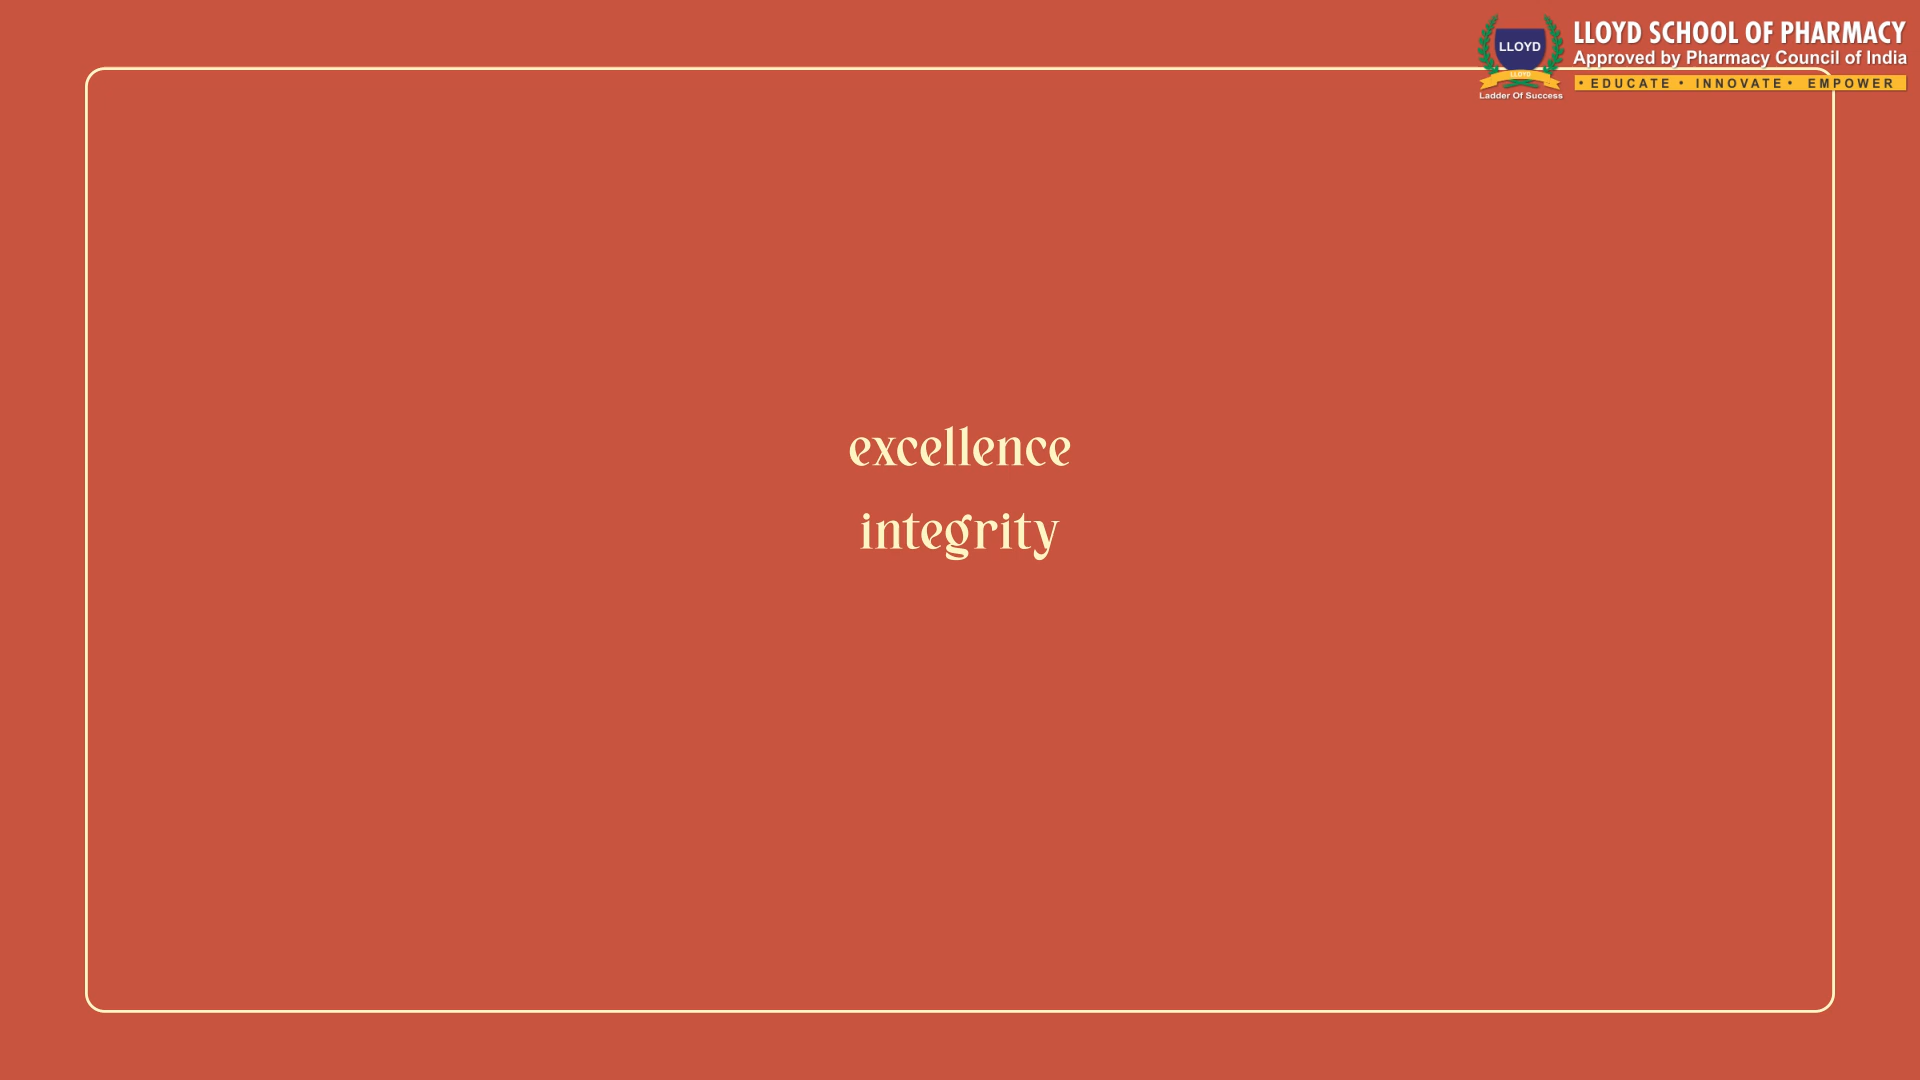 LLOYD
LLOYD
Ladder Of Success
LLOYD SCHOOL OF PHARMACY
Approved by Pharmacy Council of India
• EDUCATE • INNOVATE • EMPOWER
excellence
integrity